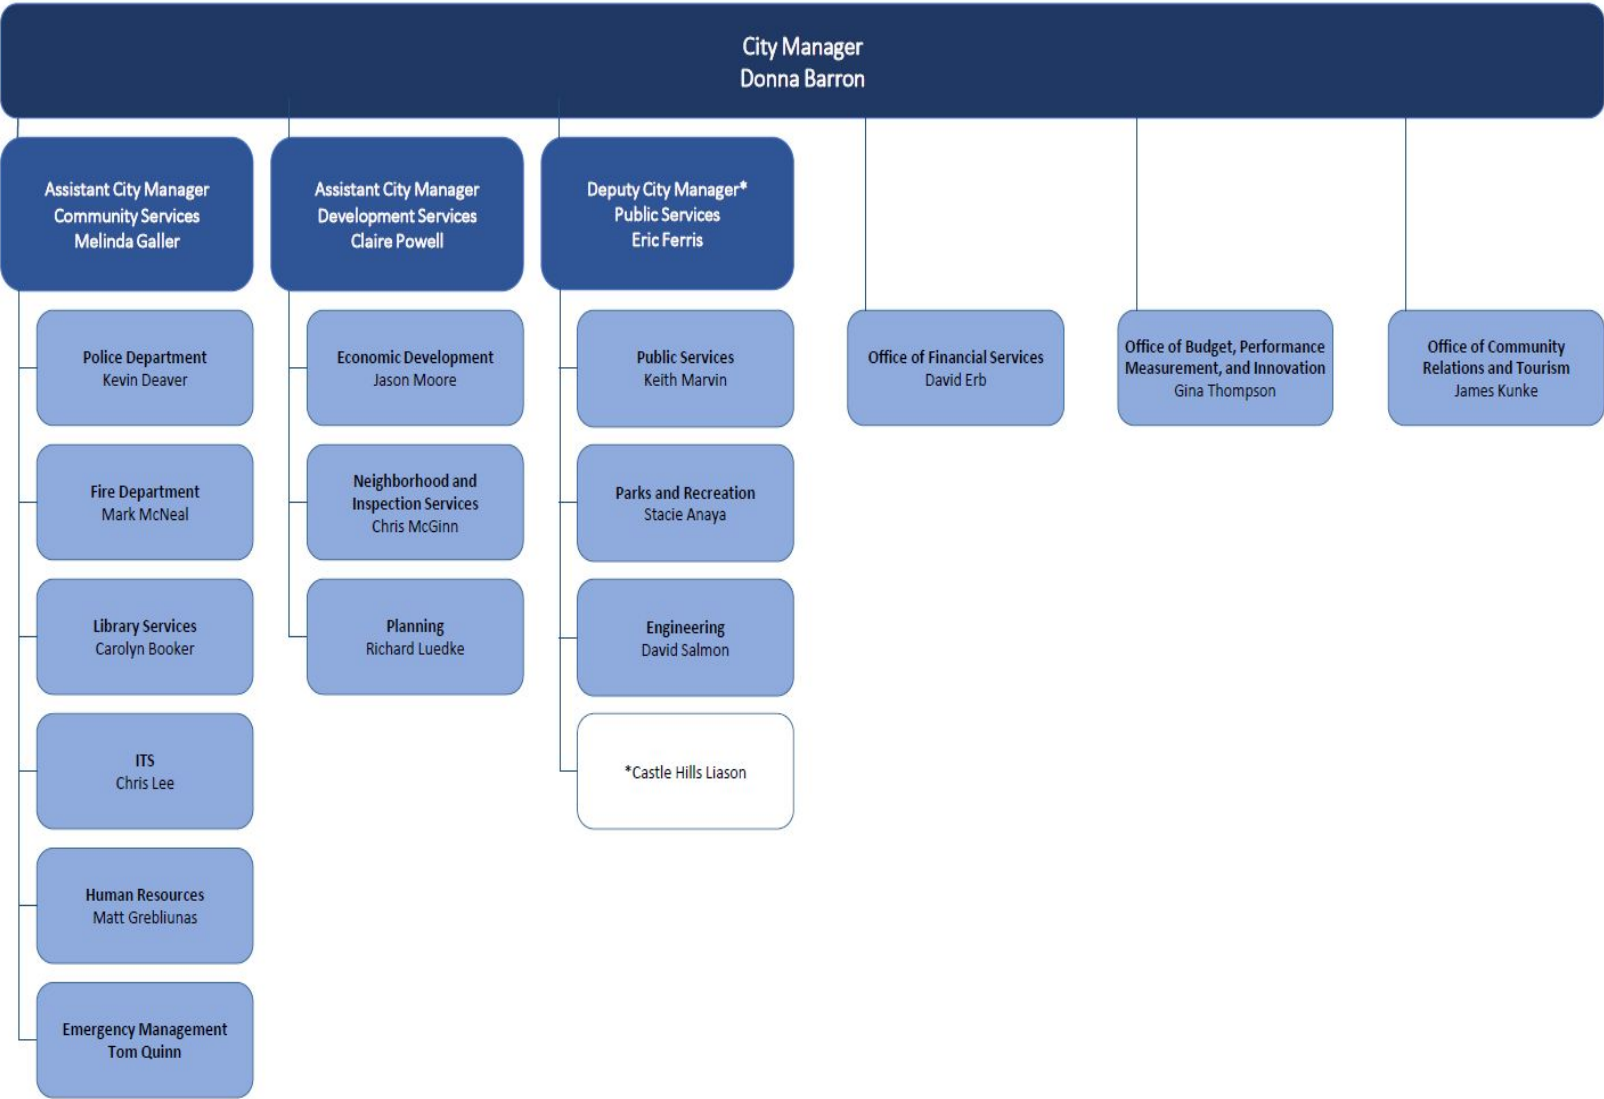 City Manager
Donna Barron
Assistant City Manager
Community Services
Melinda Galler
Assistant City Manager
Development Services
Claire Powell
Deputy City Manager*
Public Services
Eric Ferris
Police Department
Kevin Deaver
Fire Department
Mark McNeal
Library Services
Carolyn Booker
ITS
Chris Lee
Human Resources
Matt Grebliunas
Emergency Management
Tom Quinn
Economic Development
Jason Moore
Neighborhood and
Inspection Services
Chris McGinn
Planning
Richard Luedke
Public Services
Keith Marvin
Parks and Recreation
Stacie Anaya
Engineering
David Salmon
*Castle Hills Liason
Office of Financial Services
David Erb
Office of Budget, Performance
Measurement, and Innovation
Gina Thompson
Office of Community
Relations and Tourism
James Kunke